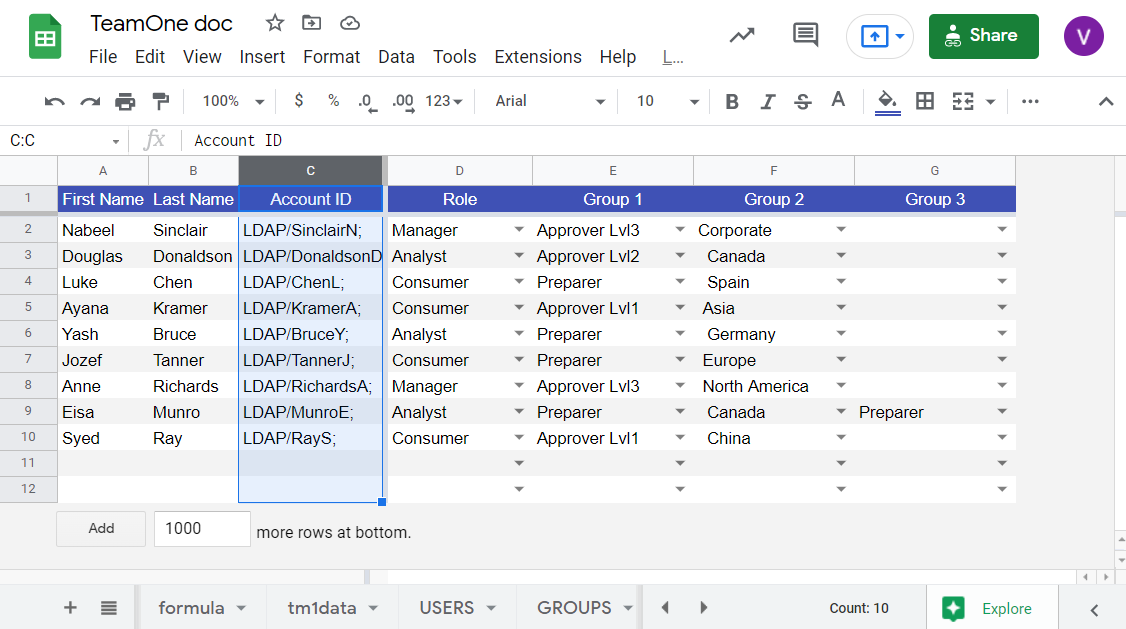 TeamOne doc
File Edit View Insert Format Data Tools Extensions Help L...
Share
V
100% $ % .0 .00 123 Arial 10 B I S A
C:C fx Account ID
A B C D E F G
1 First Name Last Name Account ID Role Group 1 Group 2 Group 3
2 Nabeel Sinclair LDAP/SinclairN; Manager Approver Lvl3 Corporate
3 Douglas Donaldson LDAP/DonaldsonD Analyst Approver Lvl2 Canada
4 Luke Chen LDAP/ChenL; Consumer Preparer Spain
5 Ayana Kramer LDAP/KramerA; Consumer Approver Lvl1 Asia
6 Yash Bruce LDAP/BruceY; Analyst Preparer Germany
7 Jozef Tanner LDAP/TannerJ; Consumer Preparer Europe
8 Anne Richards LDAP/RichardsA; Manager Approver Lvl3 North America
9 Eisa Munro LDAP/MunroE; Analyst Preparer Canada Preparer
10 Syed Ray LDAP/RayS; Consumer Approver Lvl1 China
11
12
Add 1000 more rows at bottom.
formula tm1data USERS GROUPS Count: 10 Explore